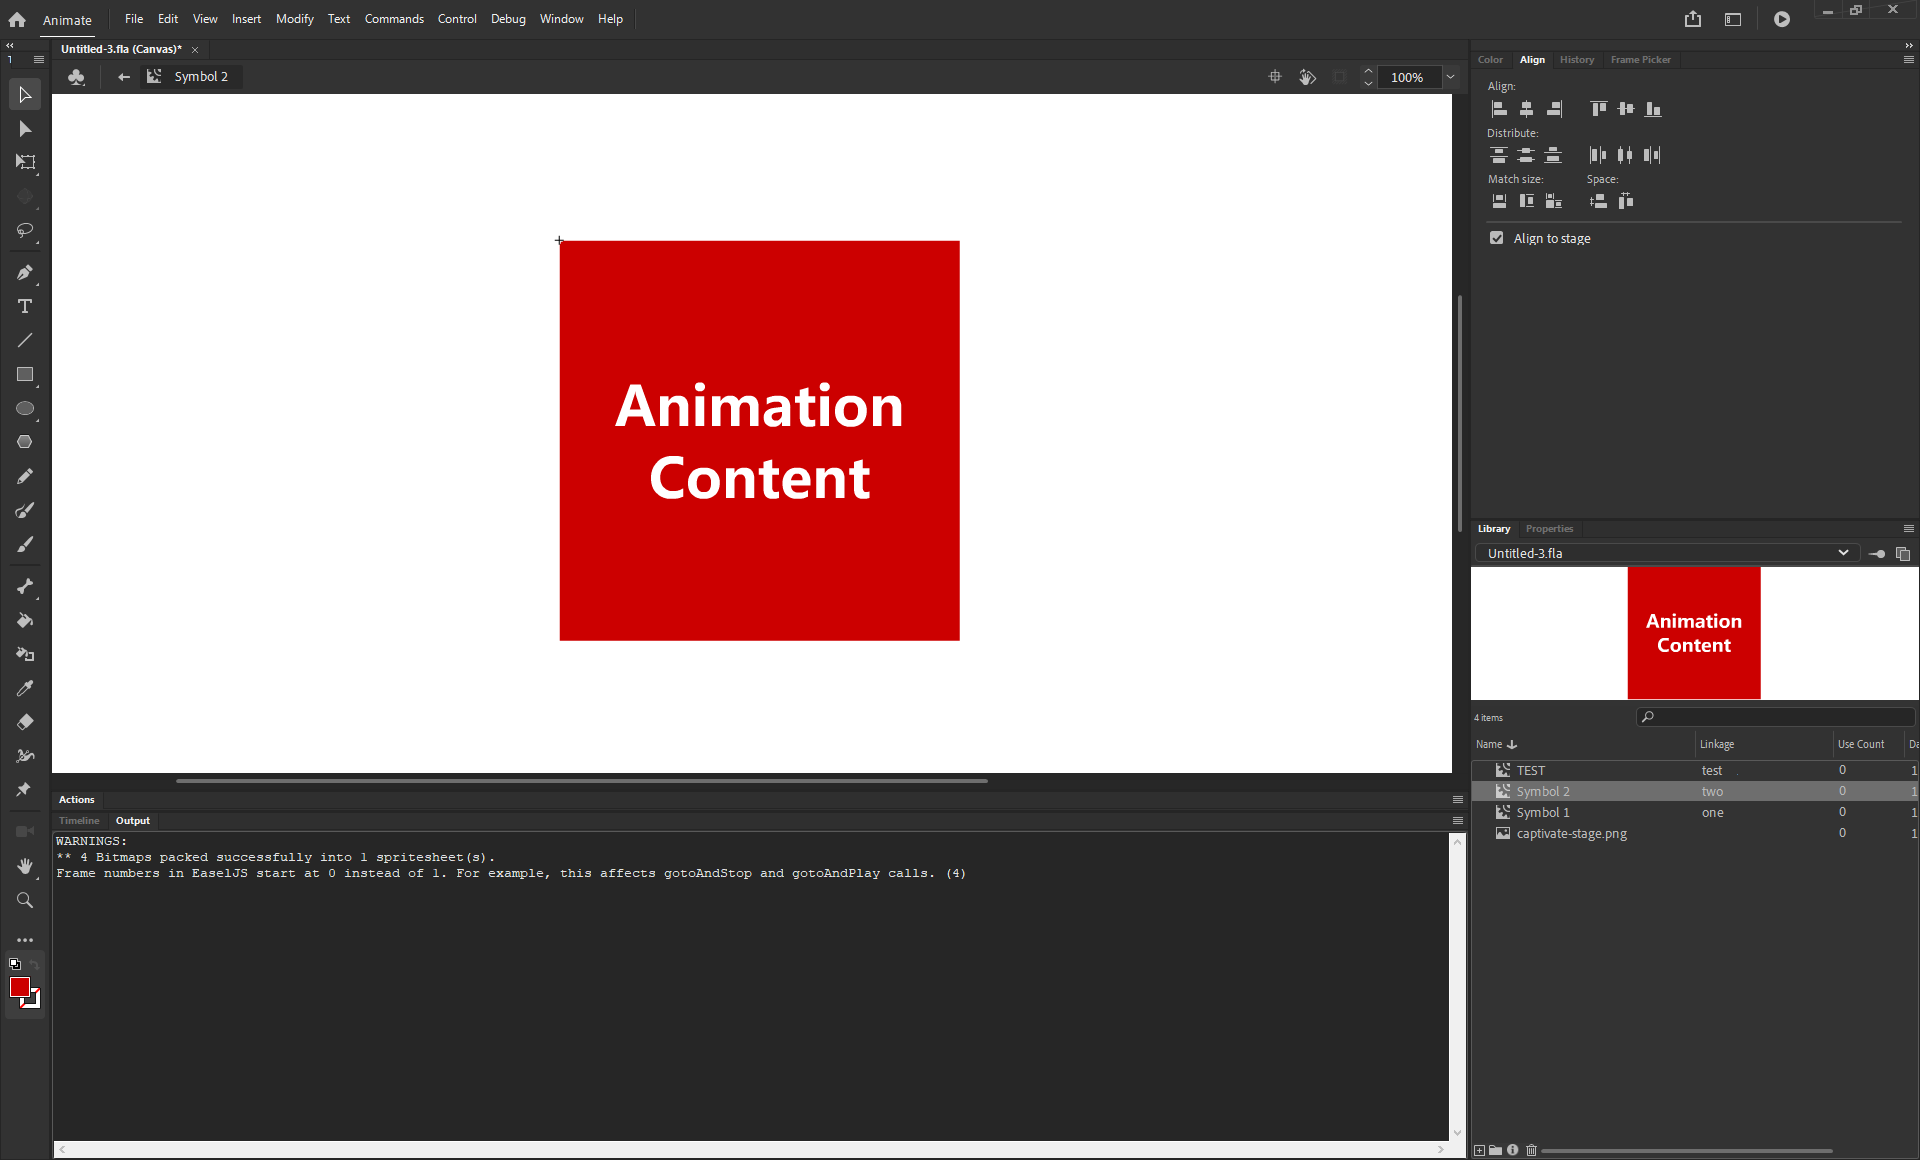 Animate File Edit View Insert Modify Text Commands Control Debug Window Help
Untitled-3.fla (Canvas)*
Symbol 2
100%
Animation
Content
Color Align History Frame Picker
Align:
Distribute:
Match size: Space:
Align to stage
Library Properties
Untitled-3.fla
Animation
Content
4 items
Name Linkage Use Count Da
TEST test 0 1
Symbol 2 two 0 1
Symbol 1 one 0 1
captivate-stage.png 0 1
Actions
Timeline Output
WARNINGS:
** 4 Bitmaps packed successfully into 1 spritesheet(s).
Frame numbers in EaselJS start at 0 instead of 1. For example, this affects gotoAndStop and gotoAndPlay calls. (4)